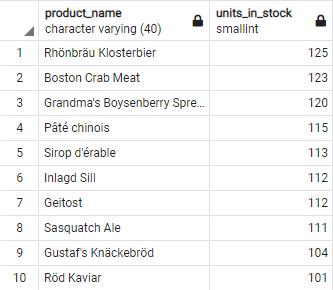 product_name units_in_stock
character varying (40) smallint
1 Rhönbräu Klosterbier 125
2 Boston Crab Meat 123
3 Grandma's Boysenberry Spre... 120
4 Pâté chinois 115
5 Sirop d'érable 113
6 Inlagd Sill 112
7 Geitost 112
8 Sasquatch Ale 111
9 Gustaf's Knäckebröd 104
10 Röd Kaviar 101